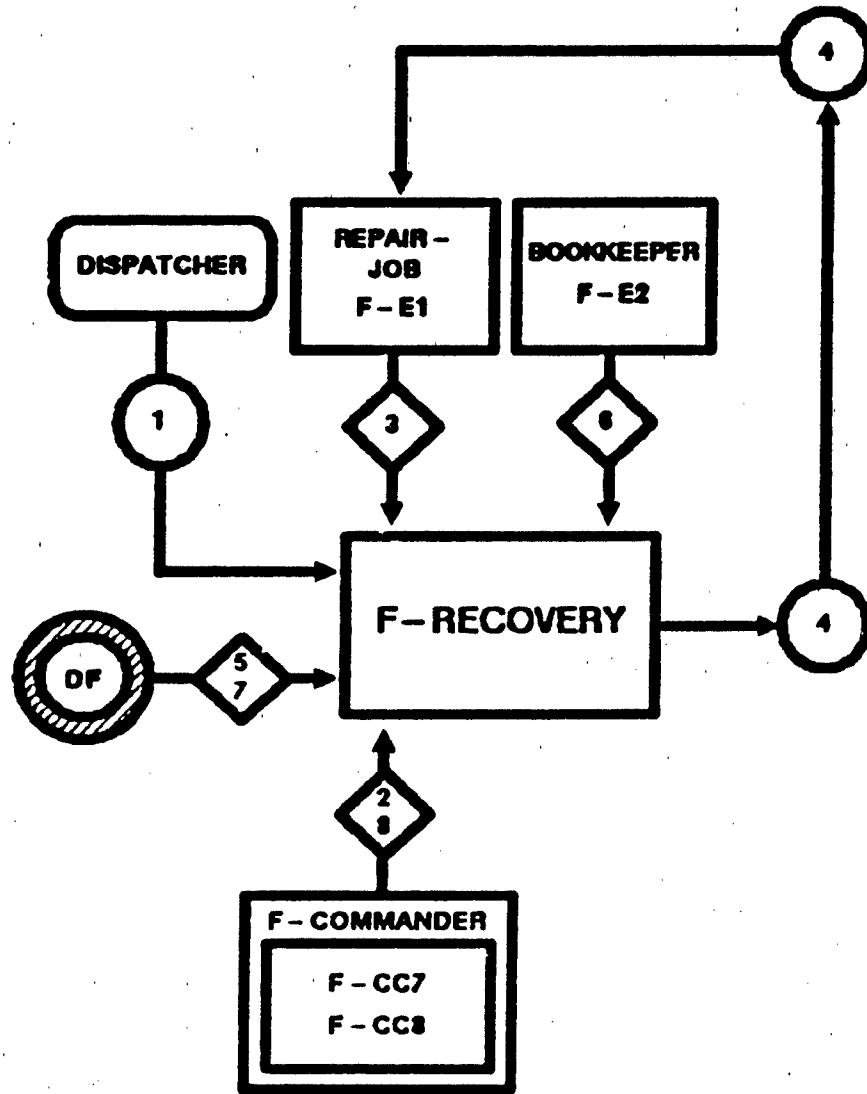 4
REPAIR –
JOB
F – E1
BOOKKEEPER
F – E2
DISPATCHER
1
3
6
F – RECOVERY
4
DF
5
7
2
8
F – COMMANDER
F – CC7
F – CC8